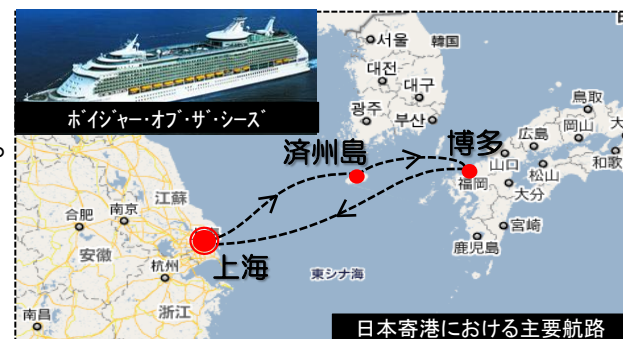 ボイジャー・オブ・ザ・シーズ
서울
韓国
대전
대구
광주
부산
鳥取
岡山
広島
山口
松山
和歌
大分
福岡
博多
済州島
宮崎
鹿児島
江蘇
合肥
南京
上海
安徽
杭州
東シナ海
浙江
南昌
日本寄港における主要航路